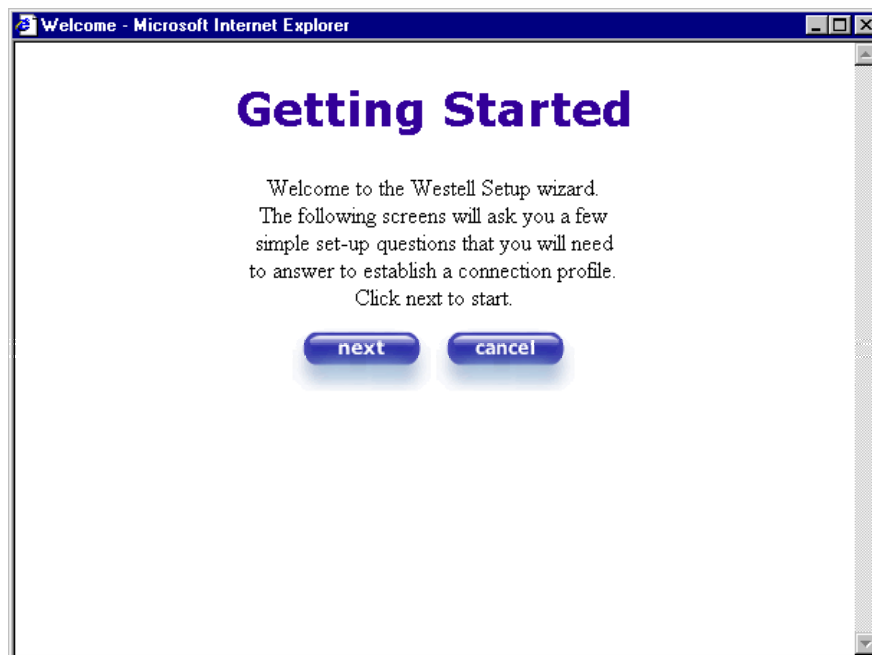 Welcome - Microsoft Internet Explorer
Getting Started
Welcome to the Westell Setup wizard.
The following screens will ask you a few
simple set-up questions that you will need
to answer to establish a connection profile.
Click next to start.
next cancel